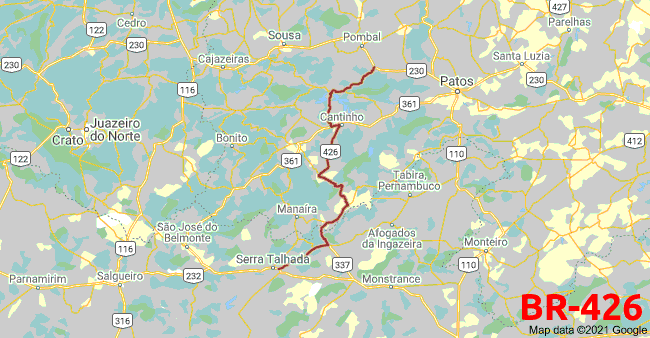 Cedro
122
230
Sousa
Pombal
427
Parelhas
230
Cajazeiras
230
Santa Luzia
230
116
Patos
361
Juazeiro
do Norte
Crato
Cantinho
Bonito
122
361
426
110
412
Tabira,
Pernambuco
Manaíra
São José do
Belmonte
116
Afogados
da Ingazeira
Monteiro
Serra Talhada
337
110
Parnamirim
Salgueiro
232
Monstrance
316
BR-426
Map data ©2021 Google